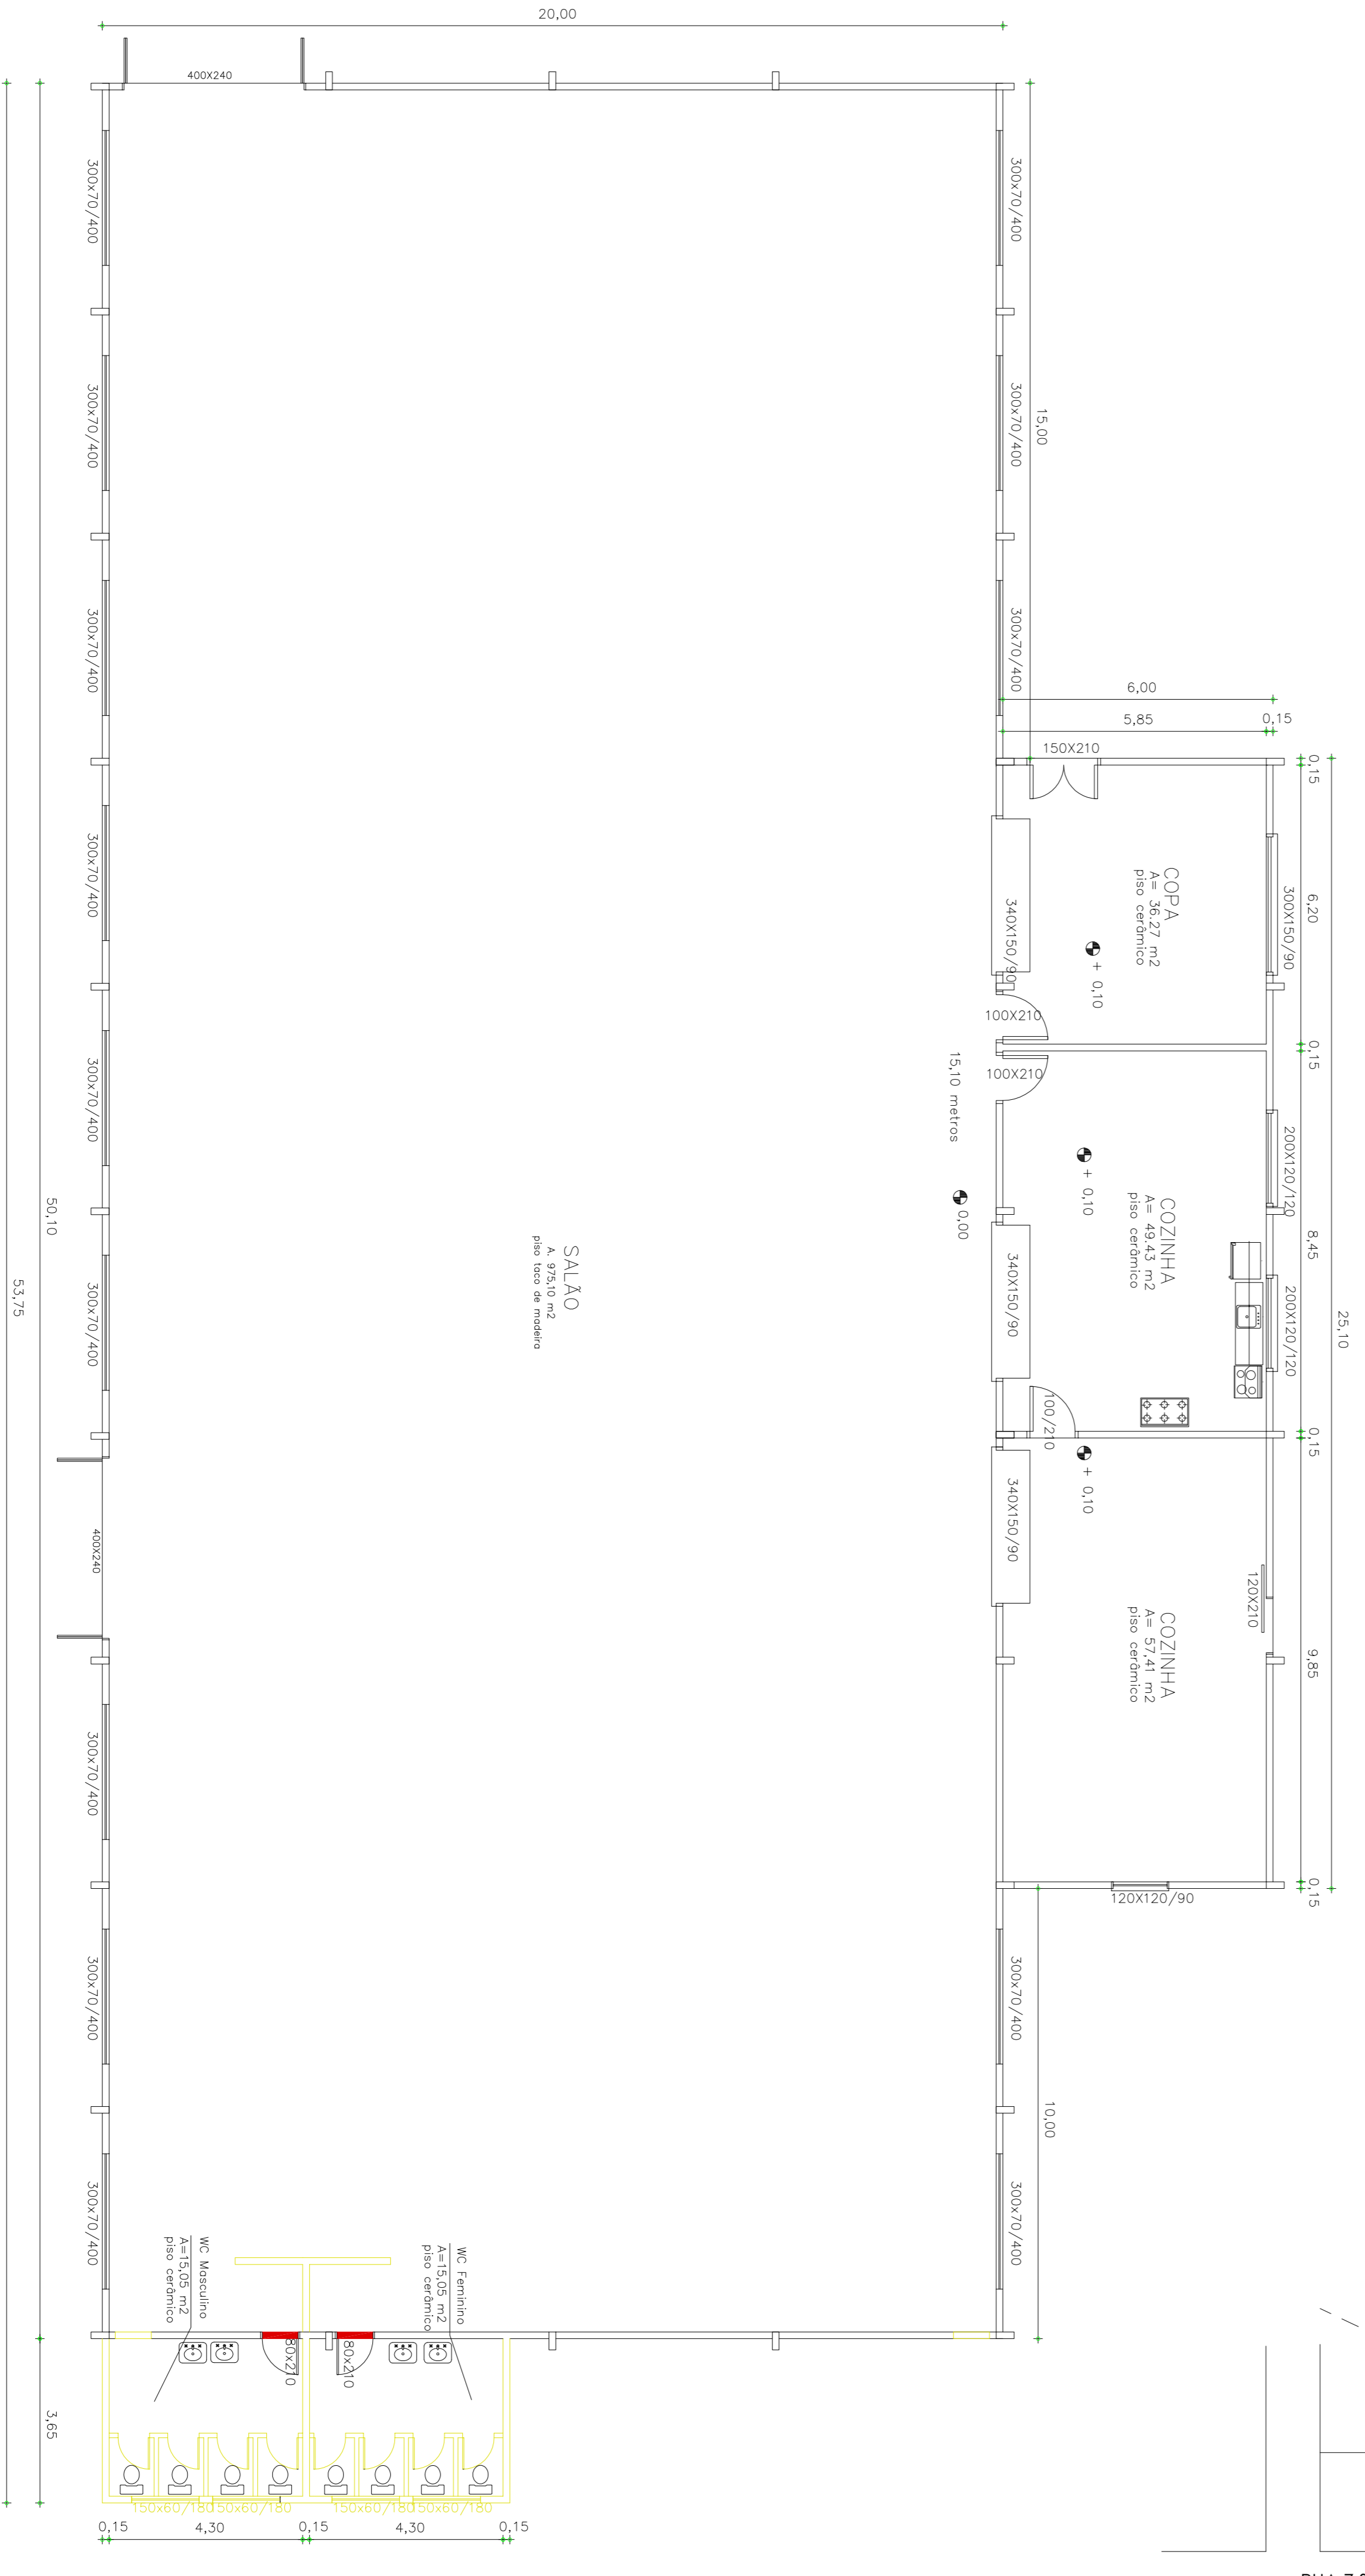 20,00
400X240
300x70/400
300x70/400
15,00
300x70/400
300x70/400
300x70/400
300x70/400
6,00
5,85
0,15
150X210
0,15
COPA
A= 36.27 m2
piso cerâmico
300x70/400
340X150/90
300X150/90
6,20
+ 0,10
100X210
0,15
100X210
300x70/400
15,10 metros
+ 0,10
200X120/120
COZINHA
A= 49.43 m2
piso cerâmico
0,00
8,45
50,10
53,75
SALÃO
A. 975,10 m2
piso taco de madeira
300x70/400
340X150/90
200X120/120
25,10
100/210
0,15
+ 0,10
340X150/90
400X240
120X210
COZINHA
A= 57,41 m2
piso cerâmico
9,85
300x70/400
0,15
120X120/90
300x70/400
300x70/400
10,00
300x70/400
300x70/400
WC Masculino
A=15,05 m2
piso cerâmico
WC Feminino
A=15,05 m2
piso cerâmico
80x210
80x210
3,65
150x60/180
150x60/180
150x60/180
150x60/180
0,15
4,30
0,15
4,30
0,15